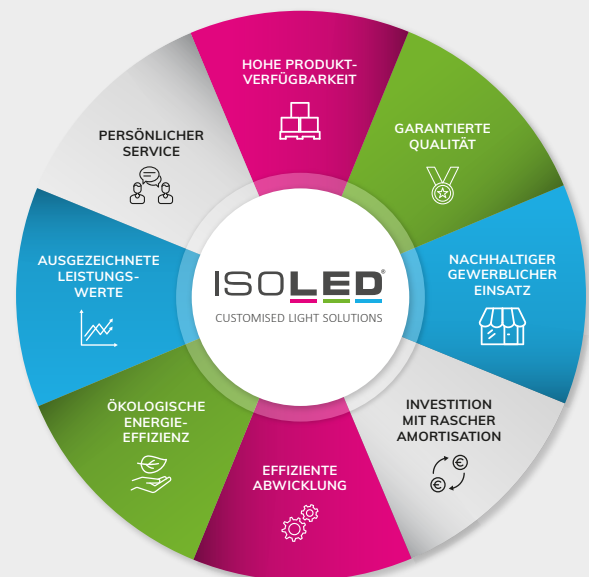 HOHE PRODUKT-
VERFÜGBARKEIT
GARANTIERTE
QUALITÄT
NACHHALTIGER
GEWERBLICHER
EINSATZ
INVESTITION
MIT RASCHER
AMORTISATION
€
€
EFFIZIENTE
ABWICKLUNG
ÖKOLOGISCHE
ENERGIE-
EFFIZIENZ
AUSGEZEICHNETE
LEISTUNGS-
WERTE
PERSÖNLICHER
SERVICE
ISOLED®
CUSTOMISED LIGHT SOLUTIONS